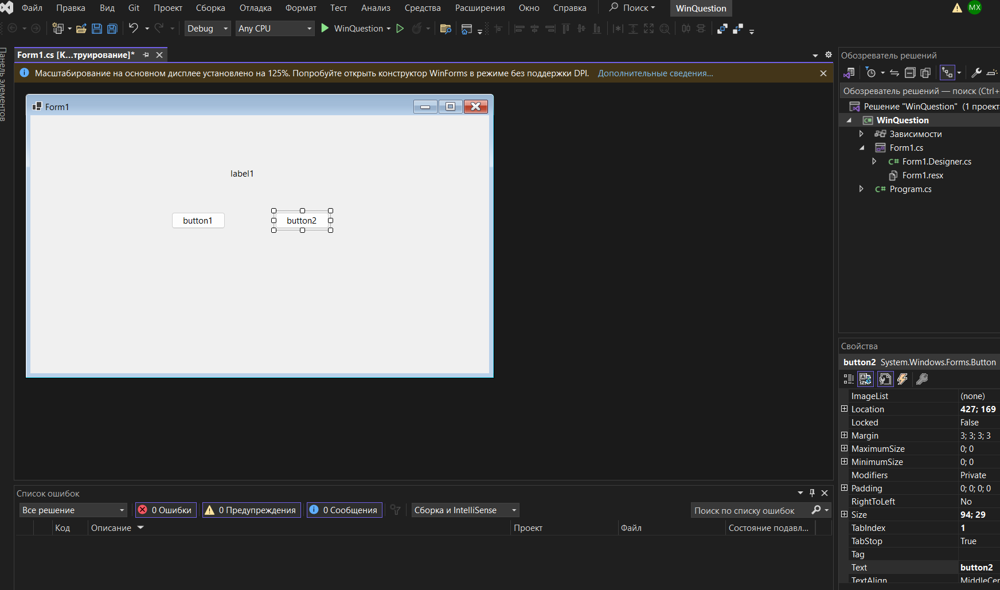 Файл Правка Вид Git Проект Сборка Отладка Формат Тест Анализ Средства Расширения Окно Справка Поиск WinQuestion MX
Debug Any CPU WinQuestion
Панель элементов
Form1.cs [К...труирование]*
Масштабирование на основном дисплее установлено на 125%. Попробуйте открыть конструктор WinForms в режиме без поддержки DPI. Дополнительные сведения...
Form1
label1
button1 button2
Обозреватель решений
Обозреватель решений — поиск (Ctrl+
Решение "WinQuestion" (1 проект
C# WinQuestion
Зависимости
Form1.cs
C# Form1.Designer.cs
Form1.resx
C# Program.cs
Свойства
button2 System.Windows.Forms.Button
ImageList (none)
Location 427; 169
Locked False
Margin 3; 3; 3; 3
MaximumSize 0; 0
MinimumSize 0; 0
Modifiers Private
Padding 0; 0; 0; 0
RightToLeft No
Size 94; 29
TabIndex 1
TabStop True
Tag
Text button2
TextAlign MiddleCer
Список ошибок
Все решение 0 Ошибки 0 Предупреждения 0 Сообщения Сборка и IntelliSense Поиск по списку ошибок
Код Описание Проект Файл Состояние подавл...